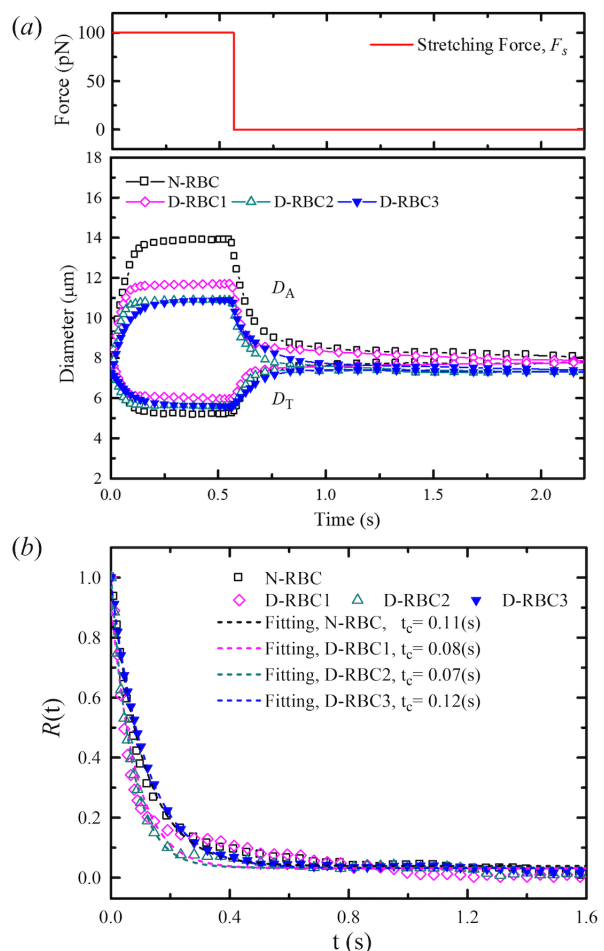 (a)
100
50
0
Force (pN)
Stretching Force, Fs
18
16
14
12
10
8
6
4
2
Diameter (μm)
N-RBC
D-RBC1 D-RBC2 D-RBC3
DA
DT
0.0 0.5 1.0 1.5 2.0
Time (s)
(b)
1.0
0.8
0.6
0.4
0.2
0.0
R(t)
N-RBC
D-RBC1 D-RBC2 D-RBC3
Fitting, N-RBC, tc= 0.11(s)
Fitting, D-RBC1, tc= 0.08(s)
Fitting, D-RBC2, tc= 0.07(s)
Fitting, D-RBC3, tc= 0.12(s)
0.0 0.4 0.8 1.2 1.6
t (s)